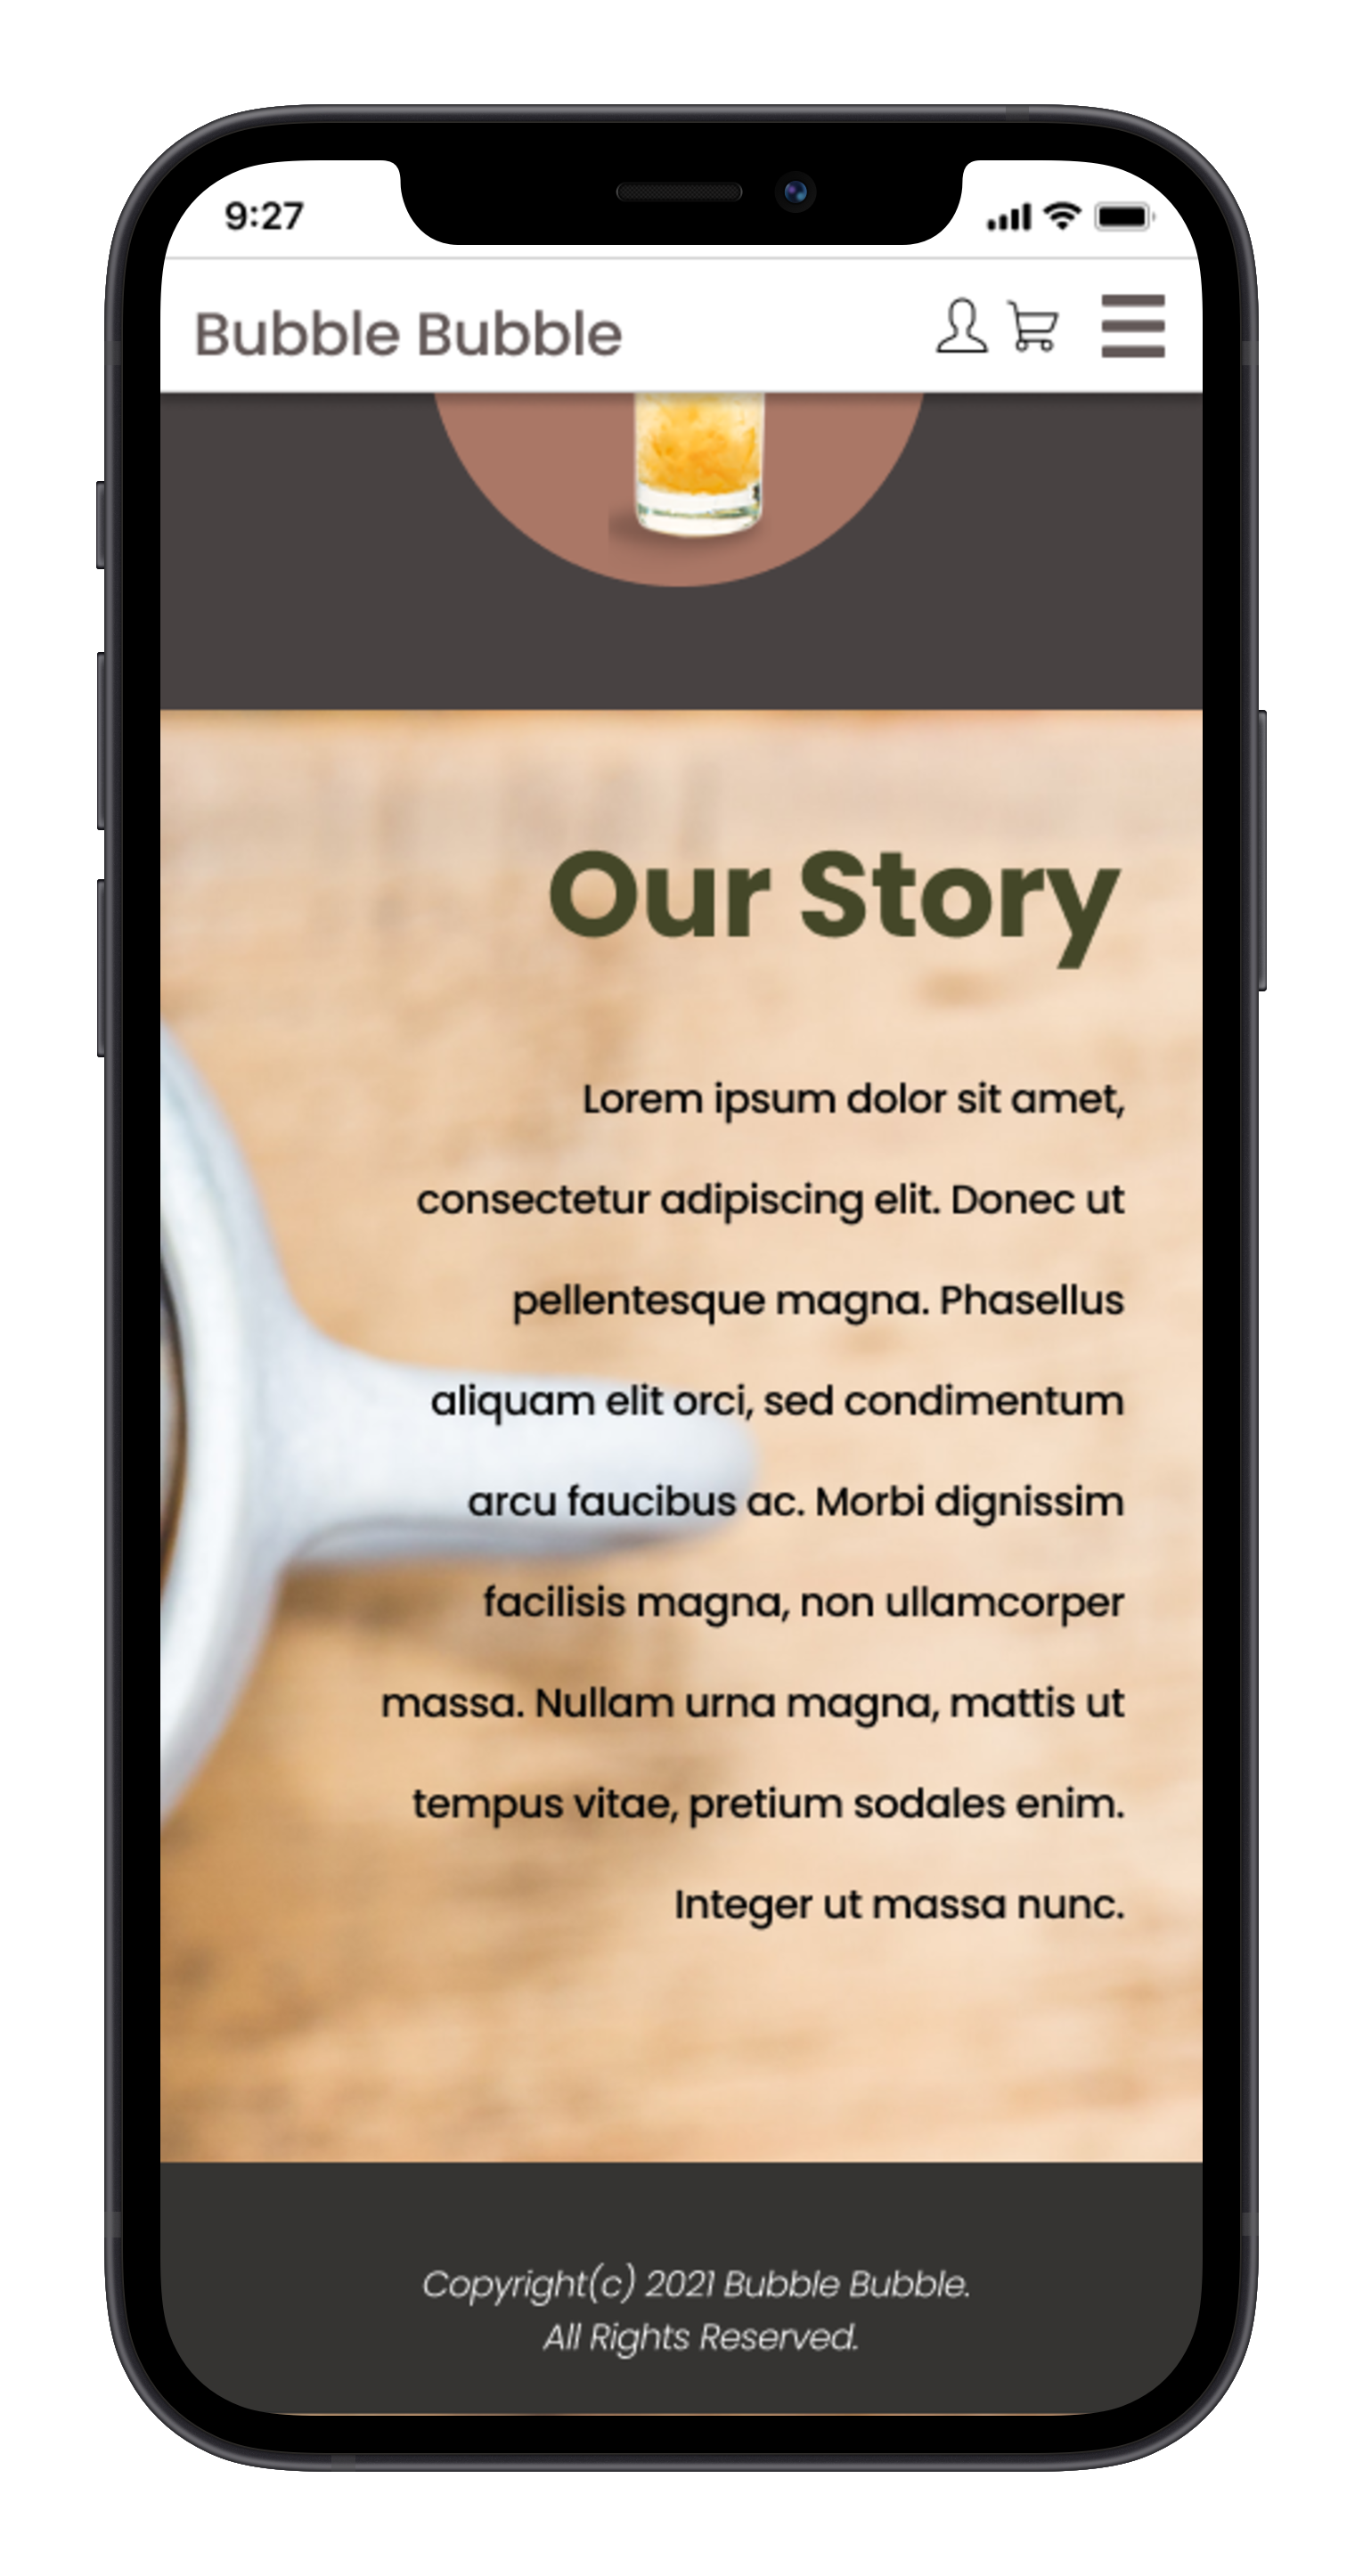 9:27
Bubble Bubble
Our Story
Lorem ipsum dolor sit amet,
consectetur adipiscing elit. Donec ut
pellentesque magna. Phasellus
aliquam elit orci, sed condimentum
arcu faucibus ac. Morbi dignissim
facilisis magna, non ullamcorper
massa. Nullam urna magna, mattis ut
tempus vitae, pretium sodales enim.
Integer ut massa nunc.
Copyright(c) 2021 Bubble Bubble.
All Rights Reserved.